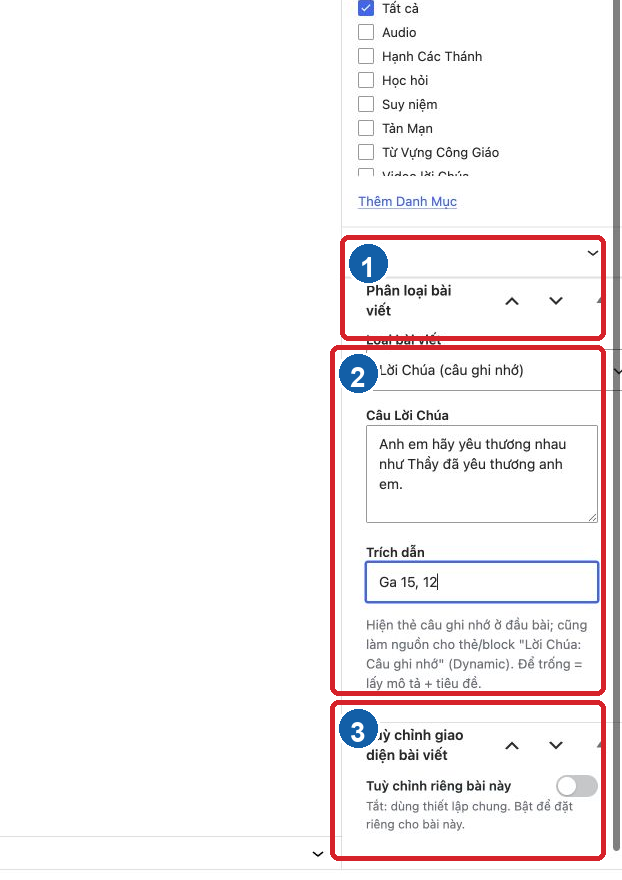 Tất cả
Audio
Hạnh Các Thánh
Học hỏi
Suy niệm
Tản Mạn
Từ Vựng Công Giáo
Video lời Chúa
Thêm Danh Mục
1
Phân loại bài
viết
Loại bài viết
2
Lời Chúa (câu ghi nhớ)
Câu Lời Chúa
Anh em hãy yêu thương nhau
như Thầy đã yêu thương anh
em.
Trích dẫn
Ga 15, 12
Hiện thẻ câu ghi nhớ ở đầu bài; cũng
làm nguồn cho thẻ/block "Lời Chúa:
Câu ghi nhớ" (Dynamic). Để trống =
lấy mô tả + tiêu đề.
3
uỳ chỉnh giao
diện bài viết
Tuỳ chỉnh riêng bài này
Tắt: dùng thiết lập chung. Bật để đặt
riêng cho bài này.